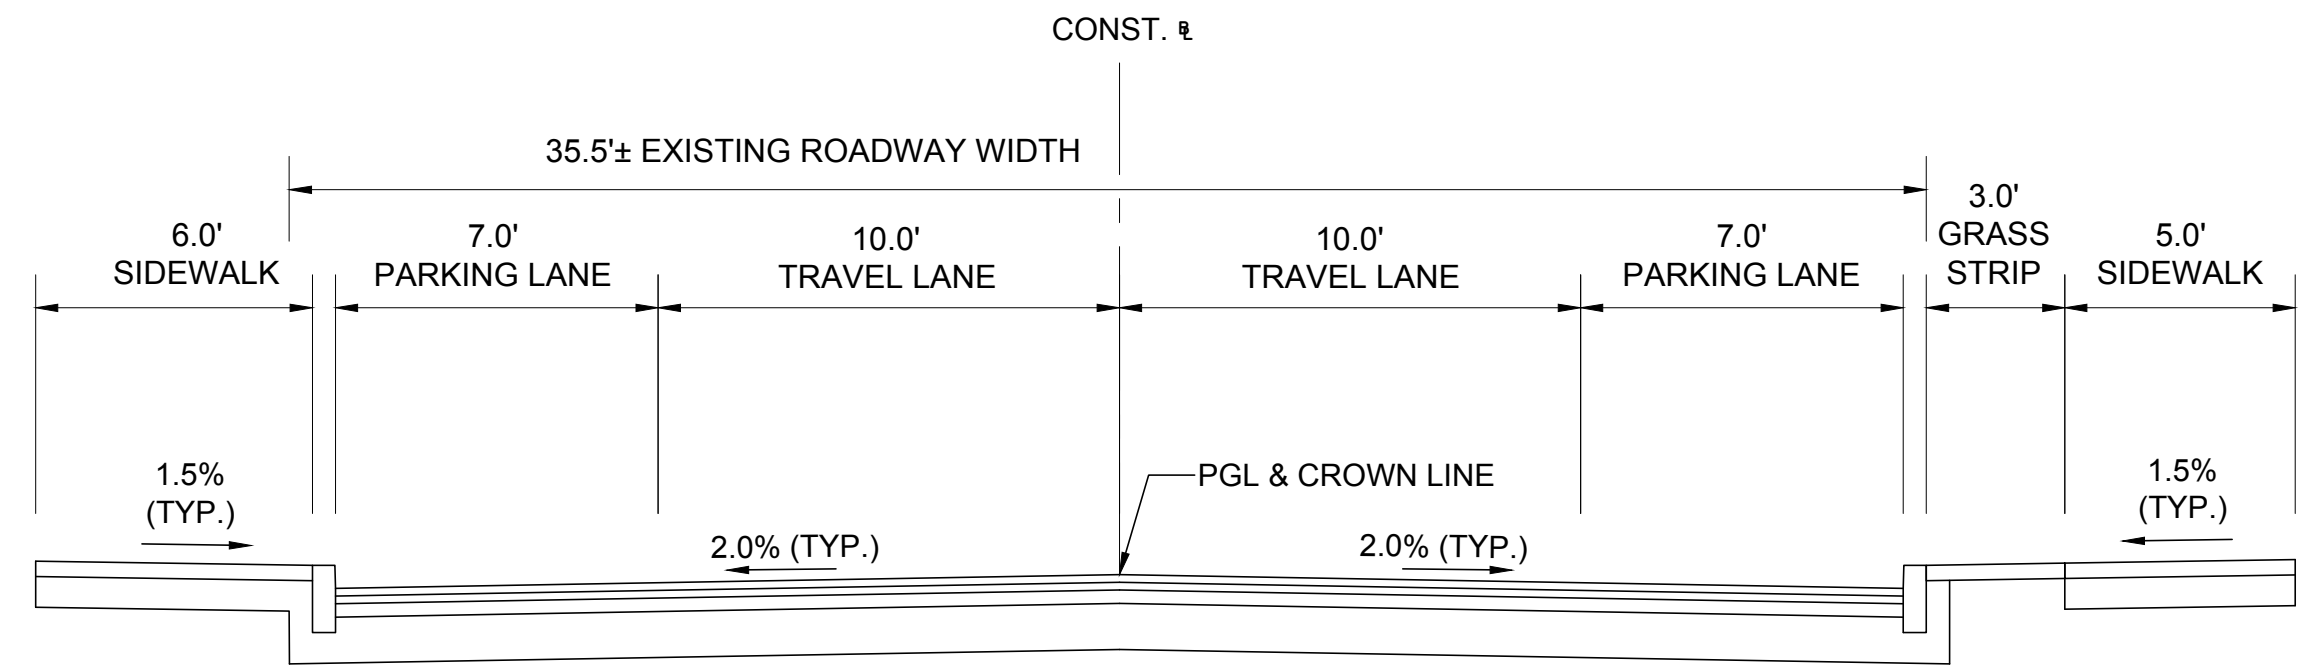 CONST. ⅊
35.5'± EXISTING ROADWAY WIDTH
6.0'
SIDEWALK
7.0'
PARKING LANE
10.0'
TRAVEL LANE
10.0'
TRAVEL LANE
7.0'
PARKING LANE
3.0'
GRASS
STRIP
5.0'
SIDEWALK
1.5%
(TYP.)
2.0% (TYP.)
PGL & CROWN LINE
2.0% (TYP.)
1.5%
(TYP.)